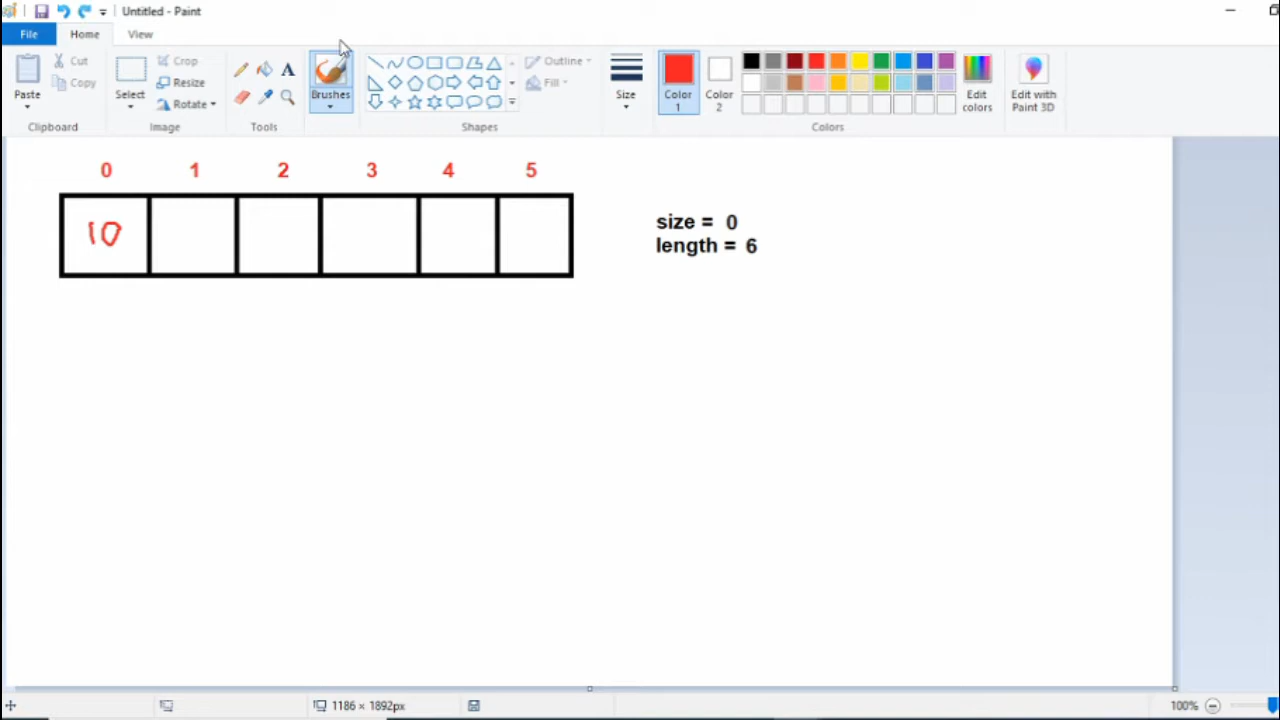 Untitled - Paint
File Home View
Paste
Cut
Copy
Clipboard
Select
Crop
Resize
Rotate
Image
Tools
Brushes
Shapes
Outline
Fill
Size
Color 1
Color 2
Edit colors
Colors
Edit with Paint 3D
0 1 2 3 4 5
10
size = 0
length = 6
1186 × 1892px
100%